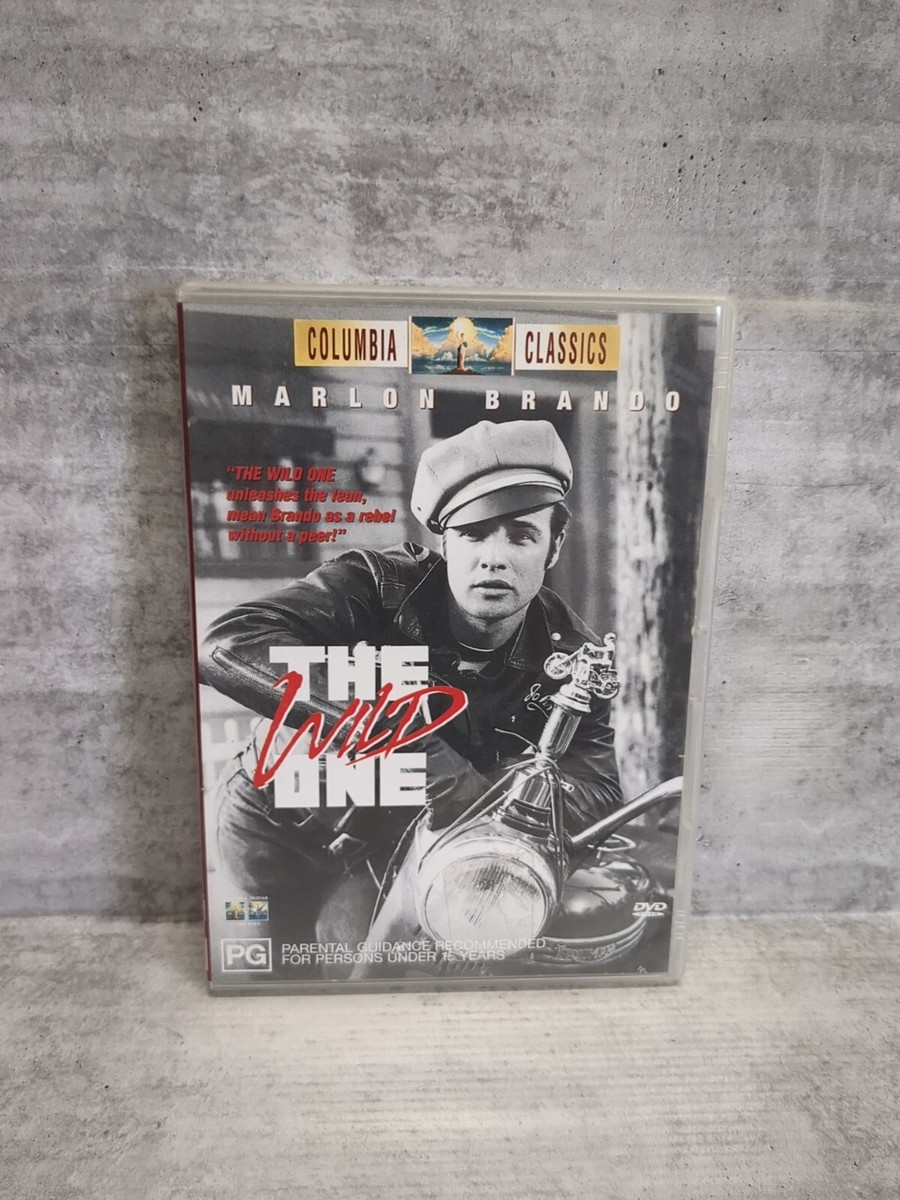 COLUMBIA CLASSICS
MARLON BRANDO
"THE WILD ONE
unleashes the lean,
mean Brando as a rebel
without a peer!"
THE
WILD
ONE
DVD
PG PARENTAL GUIDANCE RECOMMENDED
FOR PERSONS UNDER 15 YEARS